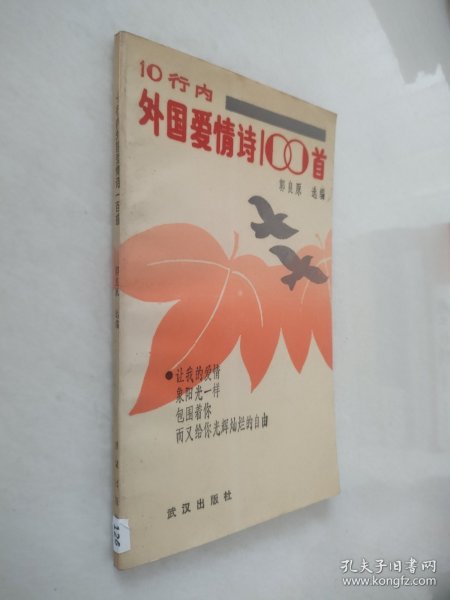 10行内
外国爱情诗100首
郭良原 选编
●让我的爱情
象阳光一样
包围着你
而又给你光辉灿烂的自由
武汉出版社
126
孔夫子旧书网
www.kongfz.com